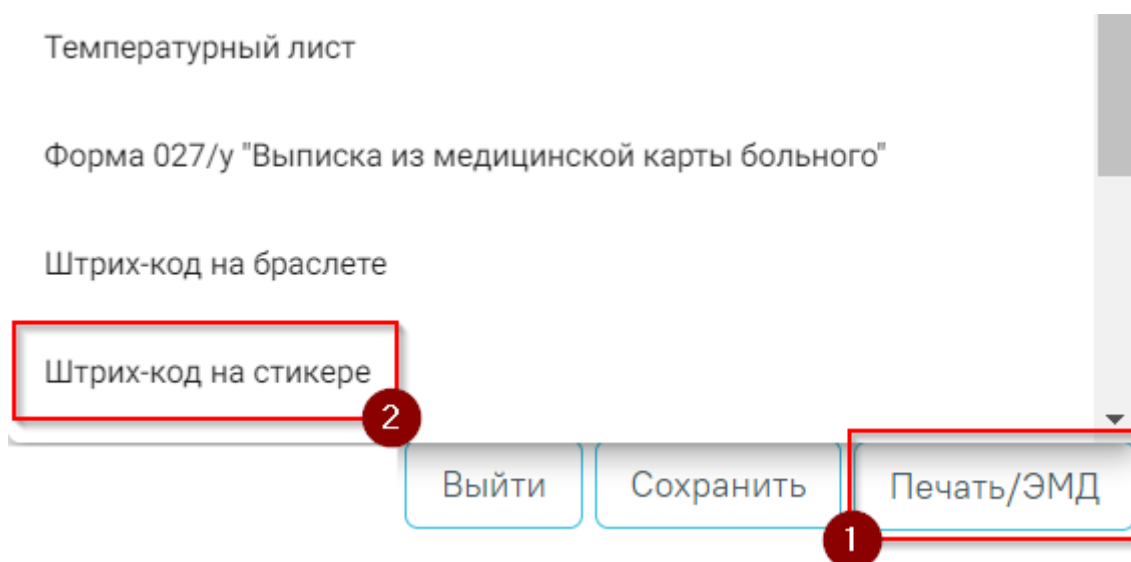 Температурный лист
Форма 027/у "Выписка из медицинской карты больного"
Штрих-код на браслете
Штрих-код на стикере
2
Выйти
Сохранить
Печать/ЭМД
1